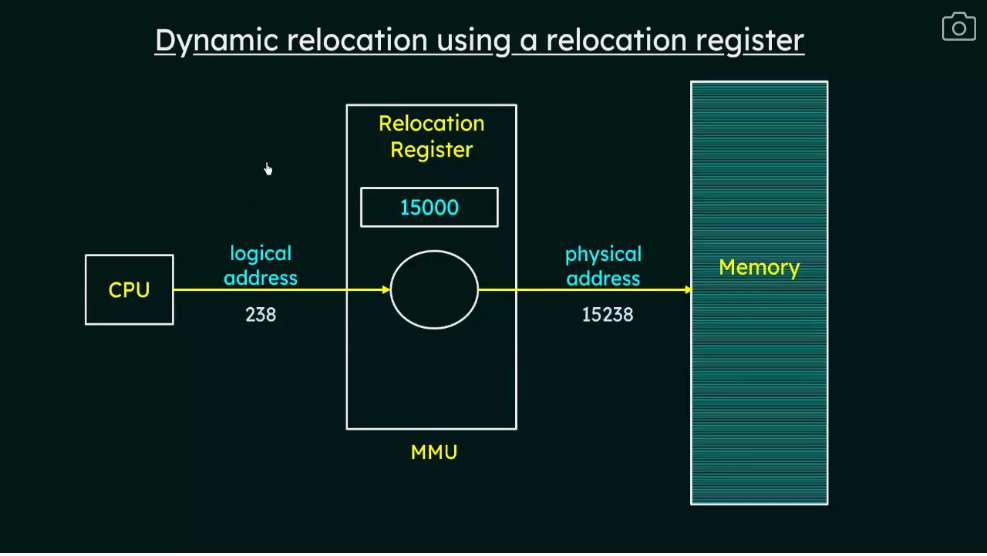 Dynamic relocation using a relocation register
Relocation
Register
15000
logical
address
238
CPU
physical
address
15238
Memory
MMU